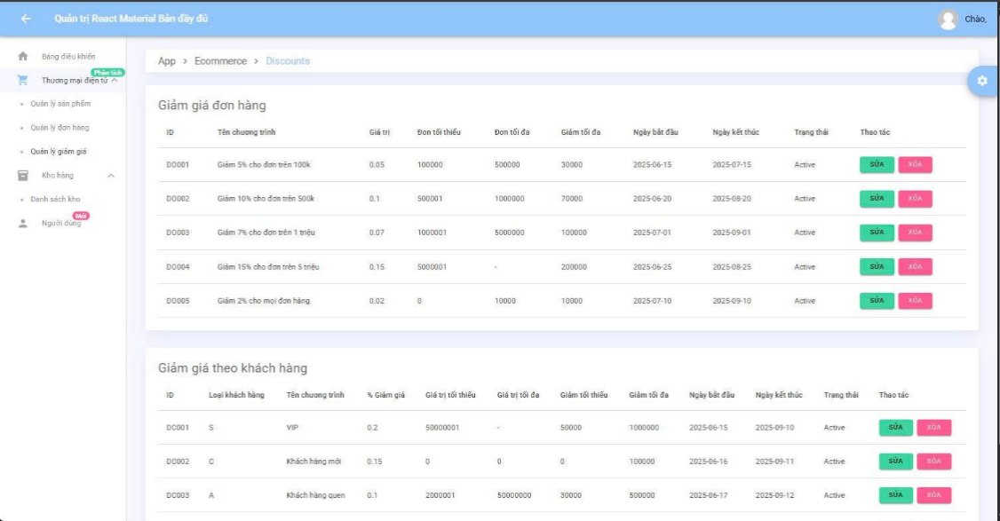 Quản trị React Material Bản đầy đủ
Chào,
Bảng điều khiển
Phân tích
Thương mại điện tử
Quản lý sản phẩm
Quản lý đơn hàng
Quản lý giảm giá
Kho hàng
Danh sách kho
Mới
Người dùng
App > Ecommerce > Discounts
Giảm giá đơn hàng
ID Tên chương trình Giá trị Đơn tối thiểu Đơn tối đa Giảm tối đa Ngày bắt đầu Ngày kết thúc Trạng thái Thao tác
DO001 Giảm 5% cho đơn trên 100k 0.05 100000 500000 30000 2025-06-15 2025-07-15 Active SỬA XÓA
DO002 Giảm 10% cho đơn trên 500k 0.1 500001 1000000 70000 2025-06-20 2025-08-20 Active SỬA XÓA
DO003 Giảm 7% cho đơn trên 1 triệu 0.07 1000001 5000000 100000 2025-07-01 2025-09-01 Active SỬA XÓA
DO004 Giảm 15% cho đơn trên 5 triệu 0.15 5000001 - 200000 2025-06-25 2025-08-25 Active SỬA XÓA
DO005 Giảm 2% cho mọi đơn hàng 0.02 0 10000 10000 2025-07-10 2025-09-10 Active SỬA XÓA
Giảm giá theo khách hàng
ID Loại khách hàng Tên chương trình % Giảm giá Giá trị tối thiểu Giá trị tối đa Giảm tối thiểu Giảm tối đa Ngày bắt đầu Ngày kết thúc Trạng thái Thao tác
DC001 S VIP 0.2 50000001 - 50000 1000000 2025-06-15 2025-09-10 Active SỬA XÓA
DC002 C Khách hàng mới 0.15 0 0 0 100000 2025-06-16 2025-09-11 Active SỬA XÓA
DC003 A Khách hàng quen 0.1 2000001 50000000 30000 500000 2025-06-17 2025-09-12 Active SỬA XÓA